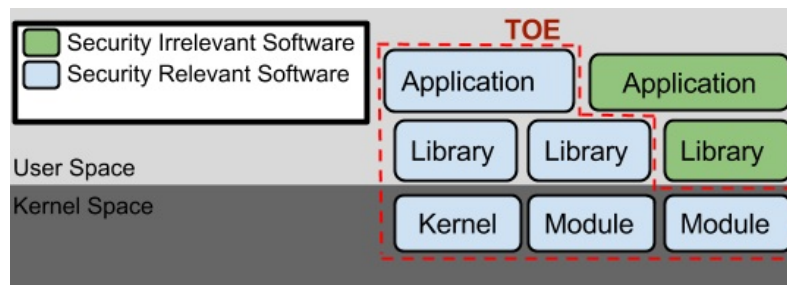 TOE
Security Irrelevant Software
Security Relevant Software
Application
Application
Library
Library
Library
User Space
Kernel Space
Kernel
Module
Module